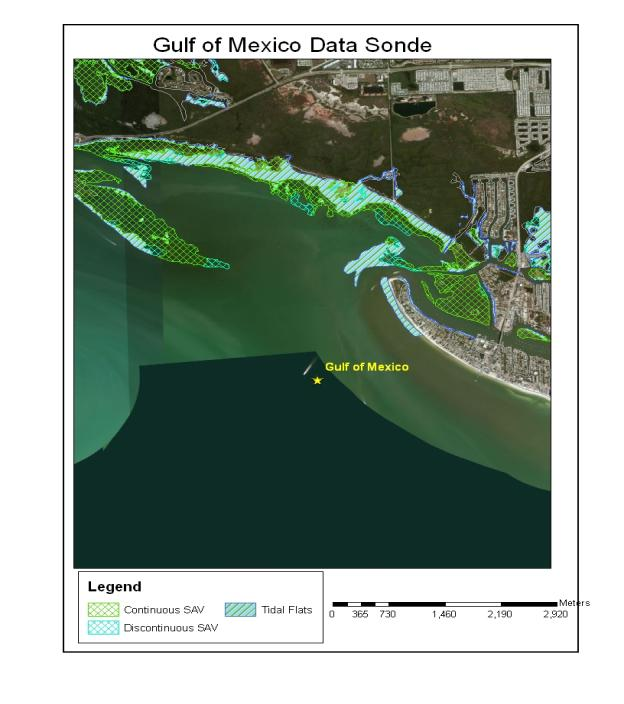 Gulf of Mexico Data Sonde
Gulf of Mexico
Legend
Continuous SAV
Tidal Flats
Discontinuous SAV
Meters
0 365 730 1,460 2,190 2,920